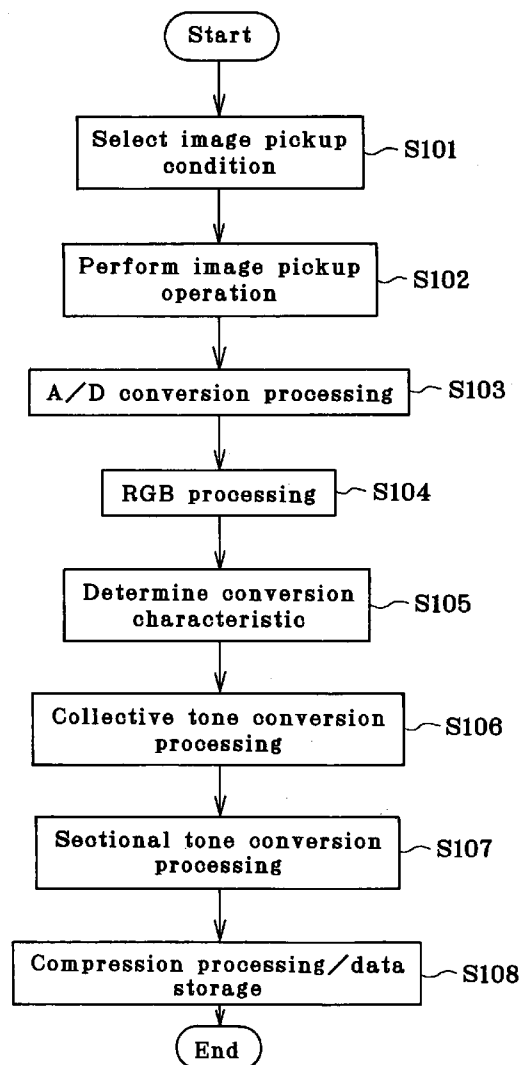 Start
Select image pickup
condition
S101
Perform image pickup
operation
S102
A/D conversion processing
S103
RGB processing
S104
Determine conversion
characteristic
S105
Collective tone conversion
processing
S106
Sectional tone conversion
processing
S107
Compression processing/data
storage
S108
End